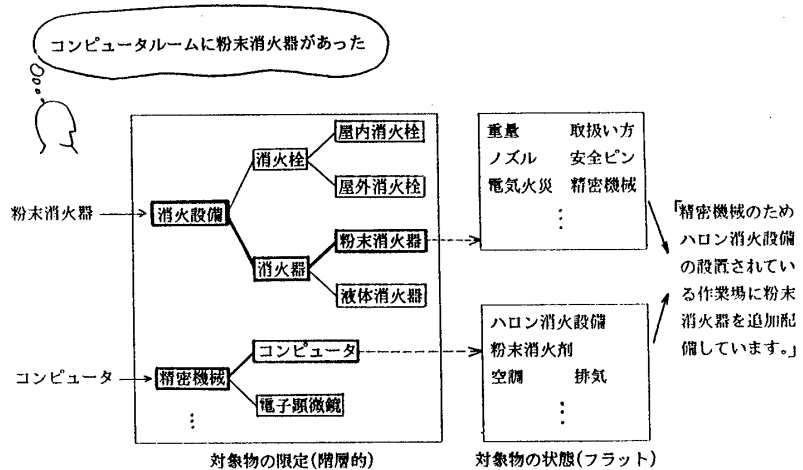 コンピュータルームに粉末消火器があった
粉末消火器
コンピュータ
消火設備
消火栓
屋内消火栓
屋外消火栓
消火器
粉末消火器
液体消火器
精密機械
コンピュータ
電子顕微鏡
⋮
対象物の限定(階層的)
重量 取扱い方
ノズル 安全ピン
電気火災 精密機械
⋮
ハロン消火設備
粉末消火剤
空調 排気
⋮
対象物の状態(フラット)
「精密機械のため
ハロン消火設備
の設置されてい
る作業場に粉末
消火器を追加配
備しています。」